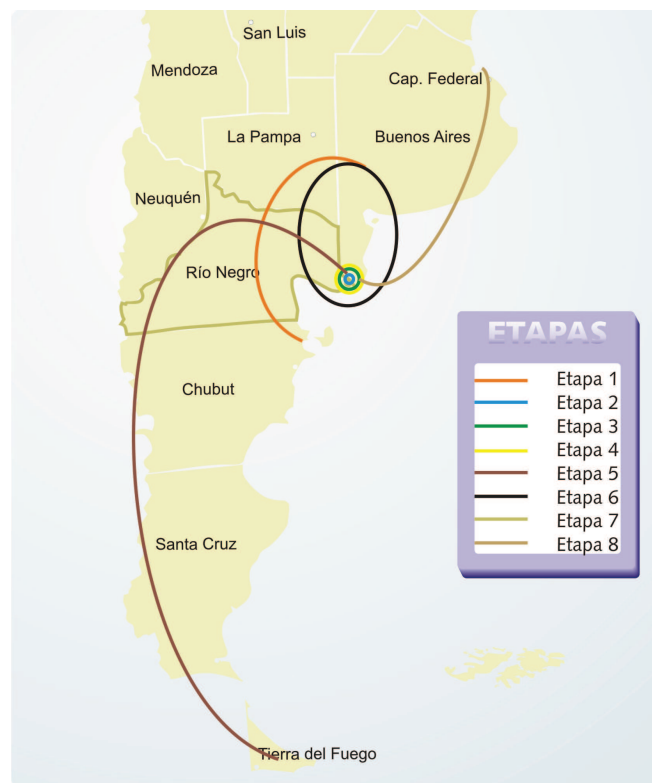 San Luis
Mendoza
Cap. Federal
La Pampa
Buenos Aires
Neuquén
Río Negro
ETAPAS
Etapa 1
Chubut
Etapa 2
Etapa 3
Etapa 4
Etapa 5
Etapa 6
Etapa 7
Santa Cruz
Etapa 8
Tierra del Fuego